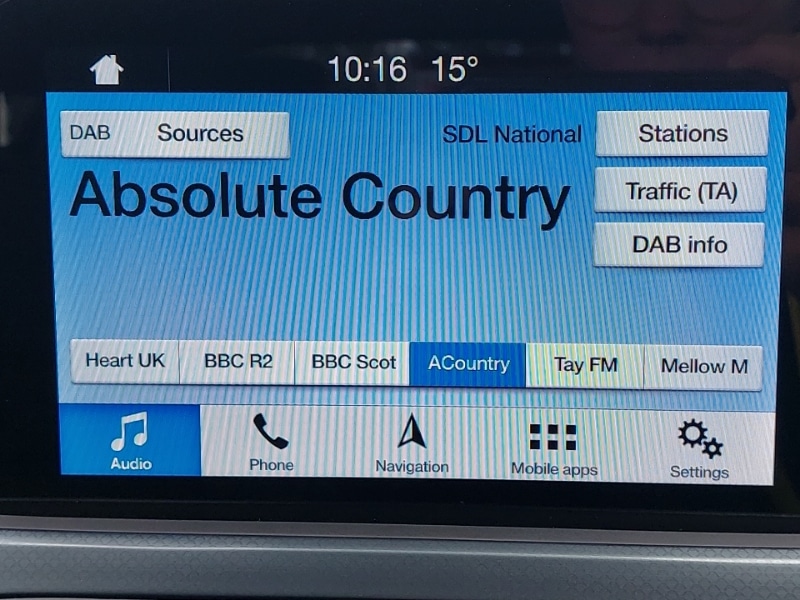 10:16 15°
DAB Sources
SDL National
Stations
Absolute Country
Traffic (TA)
DAB info
Heart UK
BBC R2
BBC Scot
ACountry
Tay FM
Mellow M
Audio
Phone
Navigation
Mobile apps
Settings